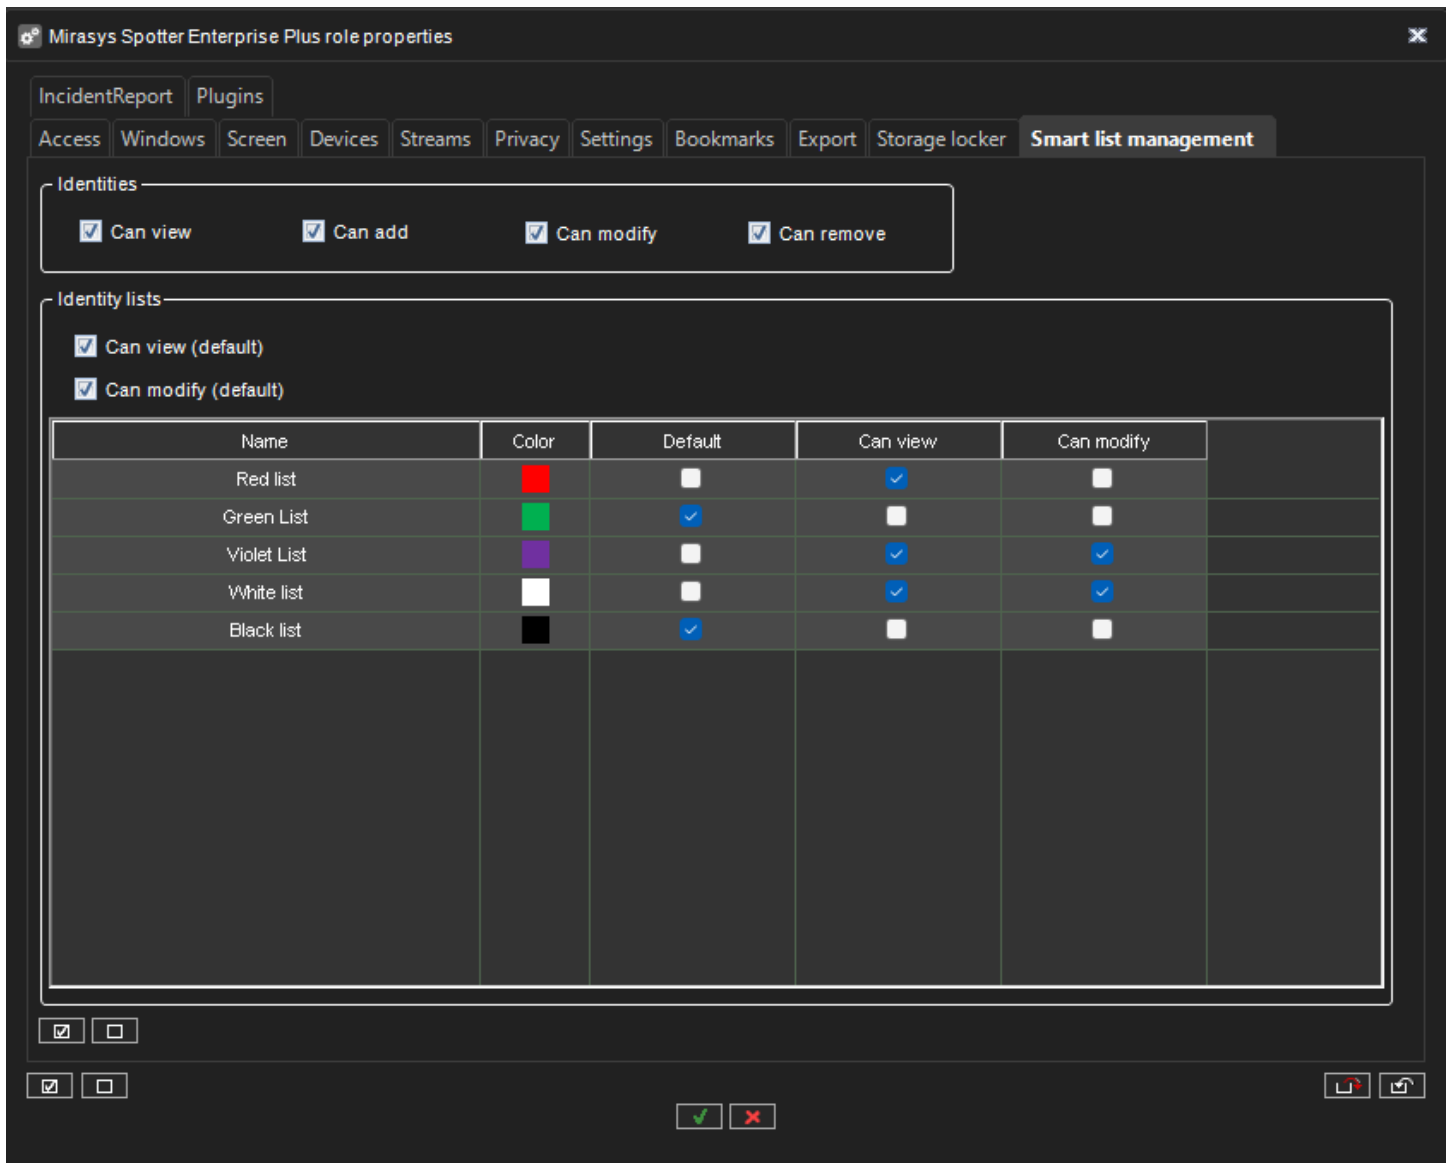 Mirasys Spotter Enterprise Plus role properties
IncidentReport Plugins
Access Windows Screen Devices Streams Privacy Settings Bookmarks Export Storage locker Smart list management
Identities
Can view Can add Can modify Can remove
Identity lists
Can view (default)
Can modify (default)
Name Color Default Can view Can modify
Red list
Green List
Violet List
White list
Black list